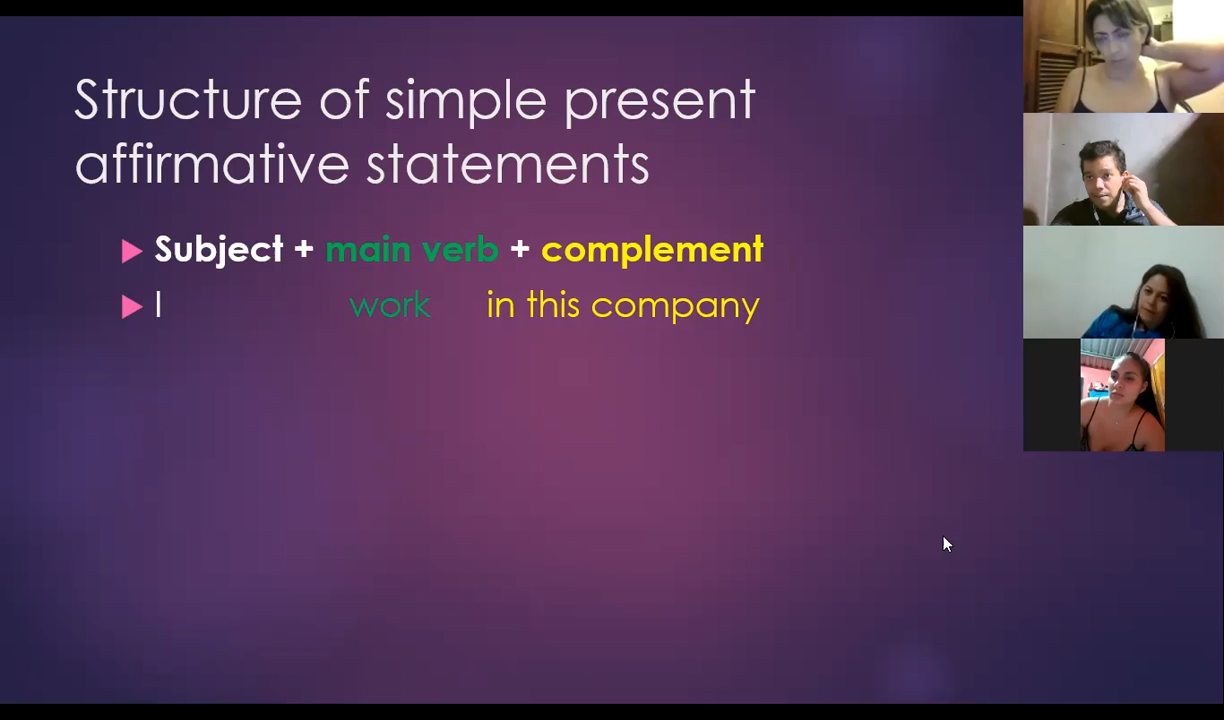 Structure of simple present
affirmative statements
Subject + main verb + complement
I work in this company